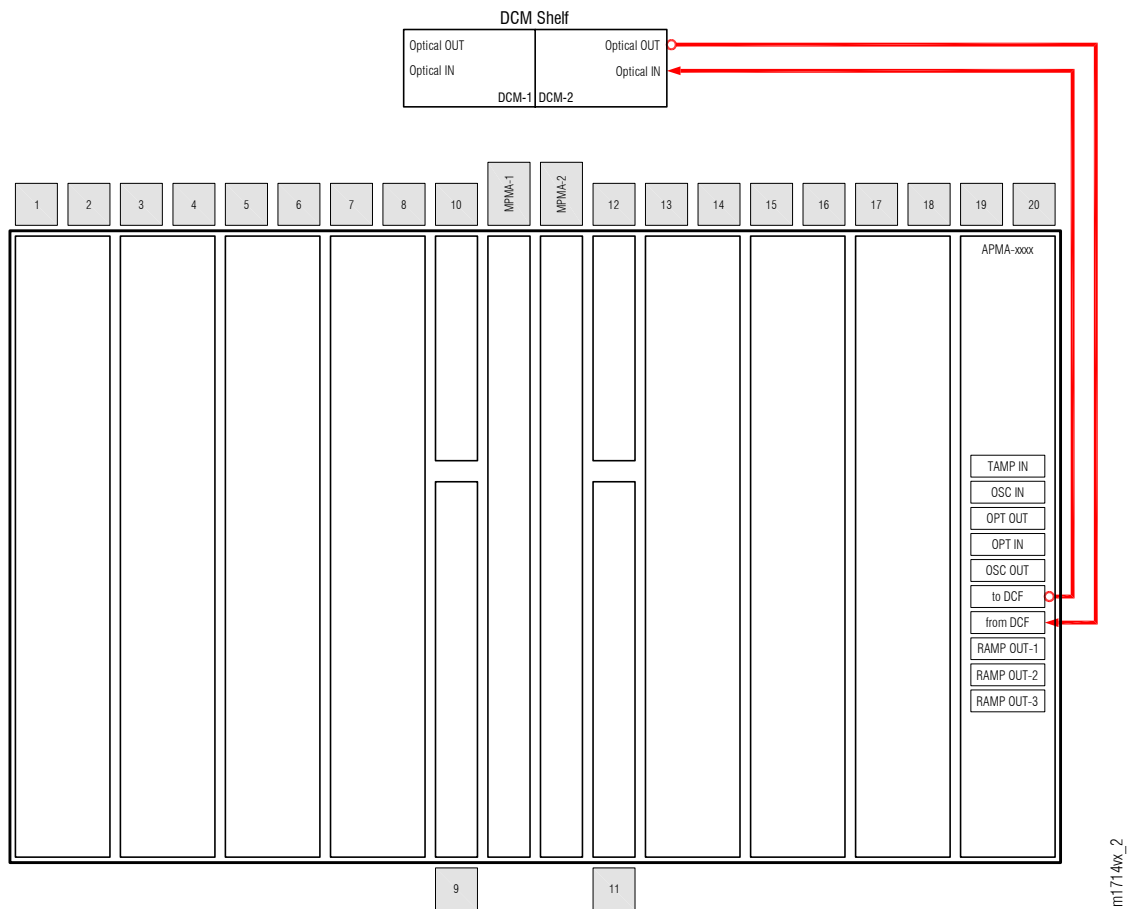 DCM Shelf
Optical OUT
Optical IN
DCM-1
Optical OUT
Optical IN
DCM-2
1
2
3
4
5
6
7
8
10
MPMA-1
MPMA-2
12
13
14
15
16
17
18
19
20
APMA-xxxx
TAMP IN
OSC IN
OPT OUT
OPT IN
OSC OUT
to DCF
from DCF
RAMP OUT-1
RAMP OUT-2
RAMP OUT-3
9
11
m1714vx_2